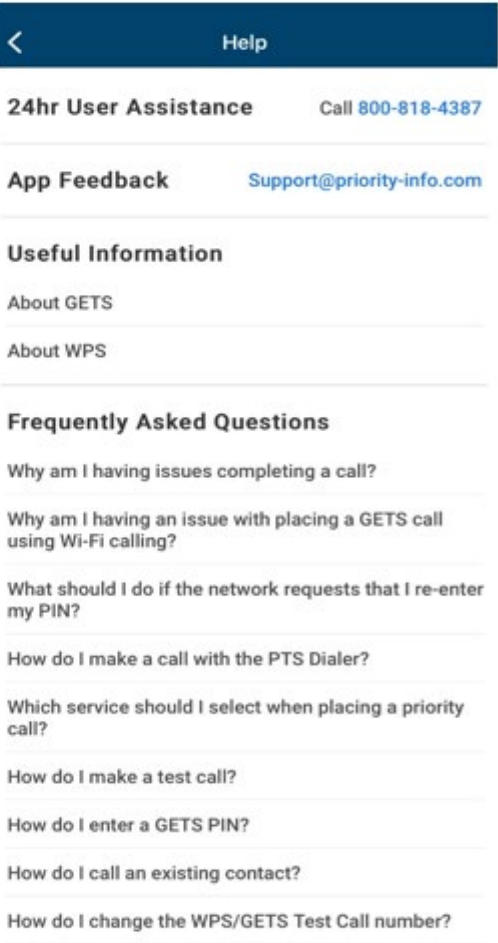 Help
24hr User Assistance Call 800-818-4387
App Feedback Support@priority-info.com
Useful Information
About GETS
About WPS
Frequently Asked Questions
Why am I having issues completing a call?
Why am I having an issue with placing a GETS call
using Wi-Fi calling?
What should I do if the network requests that I re-enter
my PIN?
How do I make a call with the PTS Dialer?
Which service should I select when placing a priority
call?
How do I make a test call?
How do I enter a GETS PIN?
How do I call an existing contact?
How do I change the WPS/GETS Test Call number?